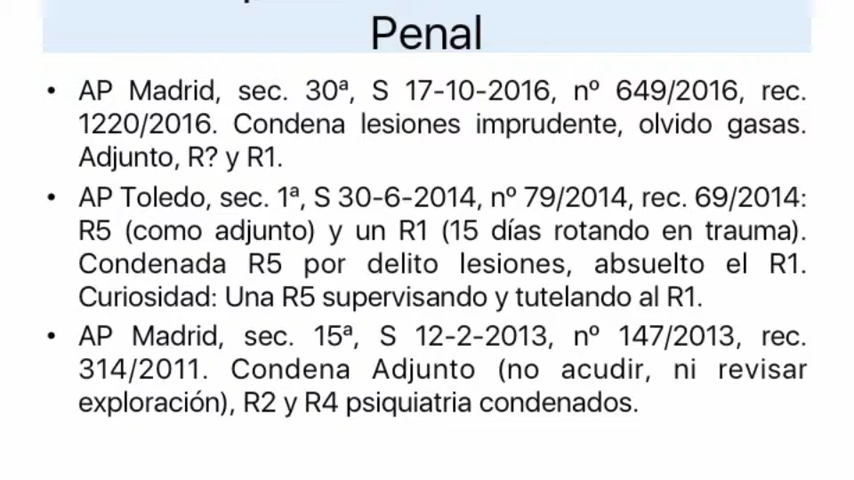 Penal
• AP Madrid, sec. 30ª, S 17-10-2016, nº 649/2016, rec.
1220/2016. Condena lesiones imprudente, olvido gasas.
Adjunto, R? y R1.
• AP Toledo, sec. 1ª, S 30-6-2014, nº 79/2014, rec. 69/2014:
R5 (como adjunto) y un R1 (15 días rotando en trauma).
Condenada R5 por delito lesiones, absuelto el R1.
Curiosidad: Una R5 supervisando y tutelando al R1.
• AP Madrid, sec. 15ª, S 12-2-2013, nº 147/2013, rec.
314/2011. Condena Adjunto (no acudir, ni revisar
exploración), R2 y R4 psiquiatria condenados.